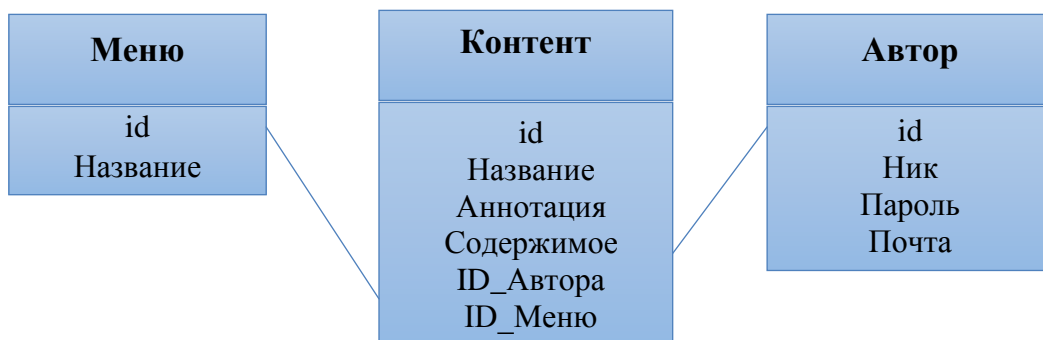 Меню
id
Название
Контент
id
Название
Аннотация
Содержимое
ID_Автора
ID_Меню
Автор
id
Ник
Пароль
Почта